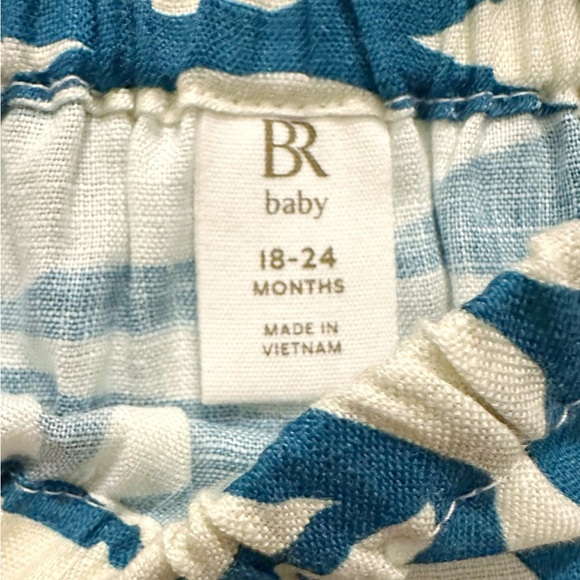 BR
baby
18-24
MONTHS
MADE IN
VIETNAM